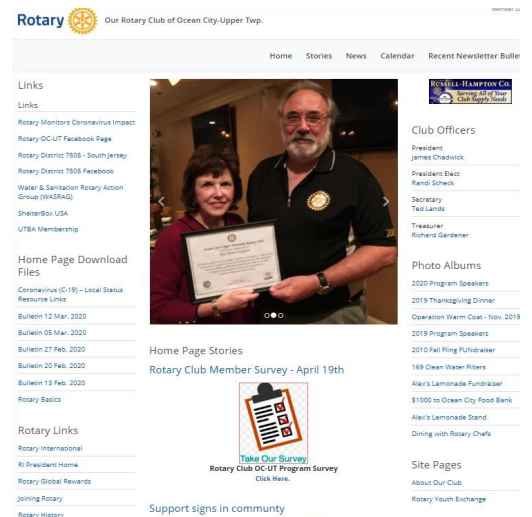 Member Lo
Rotary
Our Rotary Club of Ocean City-Upper Twp.
Home Stories News Calendar Recent Newsletter Bullet
Links
Links
Rotary Monitors Coronavirus Impact
Rotary OC-UT Facebook Page
Rotary District 7505 - South Jersey
Rotary District 7505 Facebook
Water & Sanitation Rotary Action
Group (WASRAG)
ShelterBox USA
UTBA Membership
Home Page Download
Files
Coronavirus (C-19) – Local Status
Resource Links
Bulletin 12 Mar. 2020
Bulletin 05 Mar. 2020
Bulletin 27 Feb. 2020
Bulletin 20 Feb. 2020
Bulletin 13 Feb. 2020
Rotary Basics
Rotary Links
Rotary International
RI President Home
Rotary Global Rewards
Joining Rotary
Rotary History
Home Page Stories
Rotary Club Member Survey - April 19th
Take Our Survey
Rotary Club OC-UT Program Survey
Click Here.
Support signs in communty
RUSSELL-HAMPTON CO.
Serving All of Your
Club Supply Needs
Club Officers
President
James Chadwick
President Elect
Randi Scheck
Secretary
Ted Lands
Treasurer
Richard Gardener
Photo Albums
2020 Program Speakers
2019 Thanksgiving Dinner
Operation Warm Coat - Nov. 2019
2019 Program Speakers
2010 Fall Fling FUNdraiser
169 Clean Water Filters
Alex's Lemonade Fundraiser
$1000 to Ocean City Food Bank
Alex's Lemonade Stand
Dining with Rotary Chefs
Site Pages
About Our Club
Rotary Youth Exchange